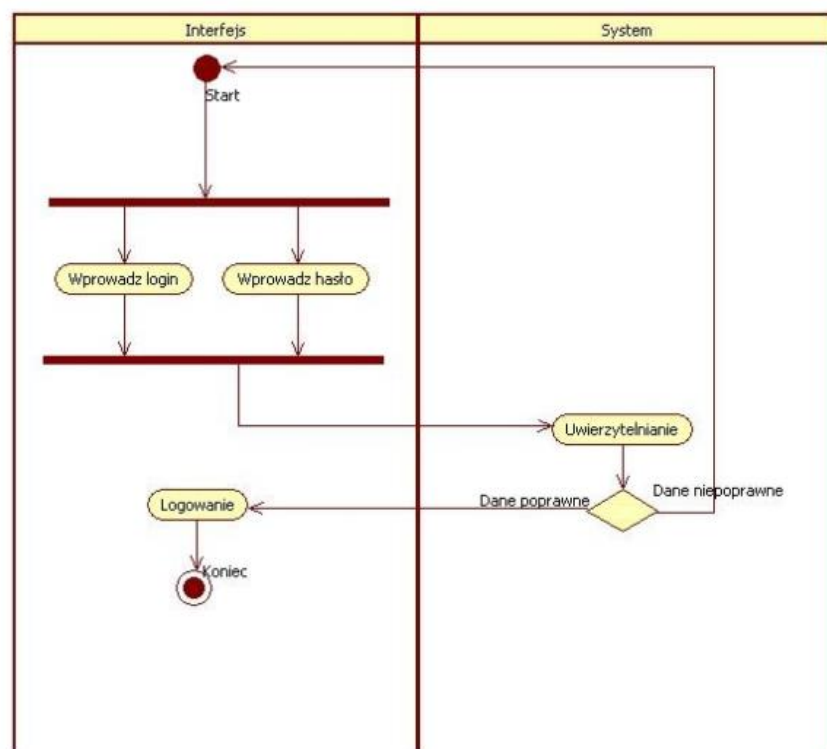 Interfejs
System
Start
Wprowadz login
Wprowadz hasło
Uwierzytelnianie
Dane poprawne
Dane niepoprawne
Logowanie
Koniec